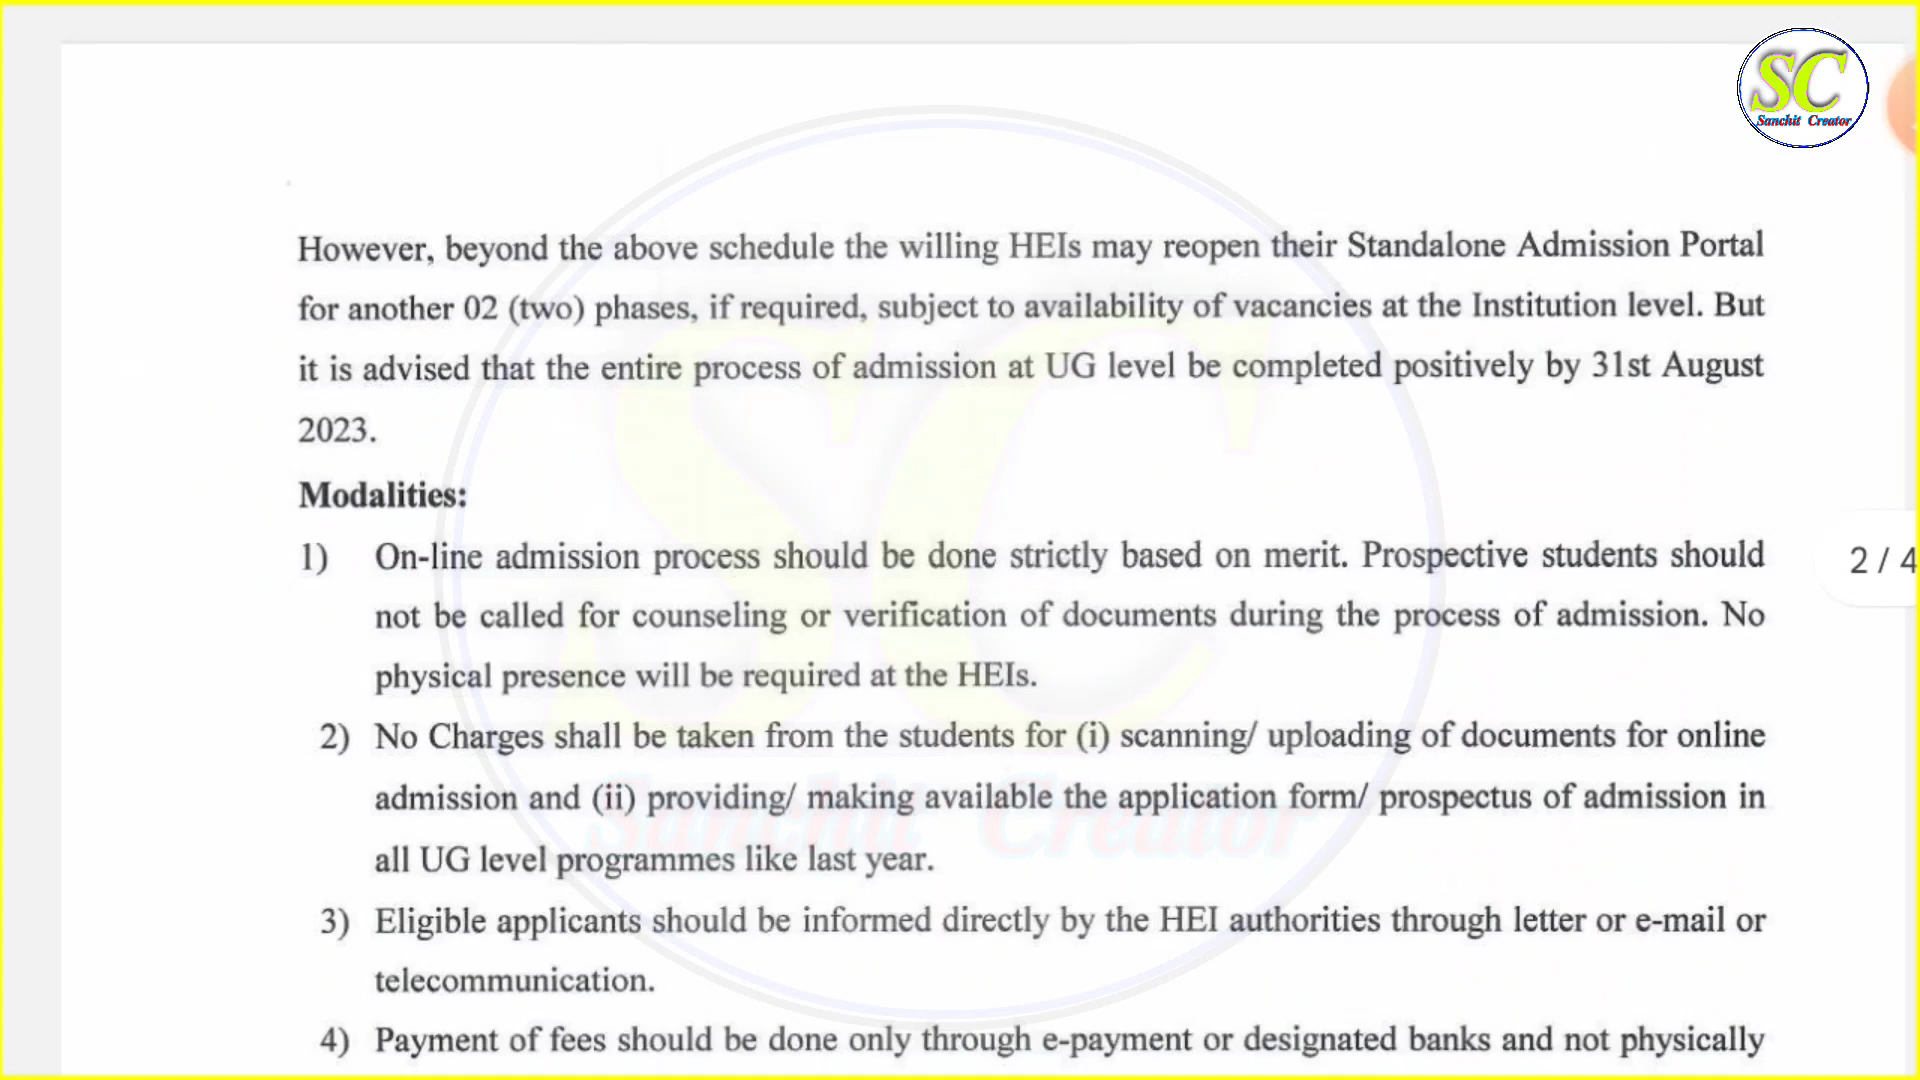 SC
Sanchit Creator
However, beyond the above schedule the willing HEIs may reopen their Standalone Admission Portal
for another 02 (two) phases, if required, subject to availability of vacancies at the Institution level. But
it is advised that the entire process of admission at UG level be completed positively by 31st August
2023.
Modalities:
1) On-line admission process should be done strictly based on merit. Prospective students should
not be called for counseling or verification of documents during the process of admission. No
physical presence will be required at the HEIs.
2 / 4
2) No Charges shall be taken from the students for (i) scanning/ uploading of documents for online
admission and (ii) providing/ making available the application form/ prospectus of admission in
all UG level programmes like last year.
SC
Sanchit Creator
3) Eligible applicants should be informed directly by the HEI authorities through letter or e-mail or
telecommunication.
4) Payment of fees should be done only through e-payment or designated banks and not physically